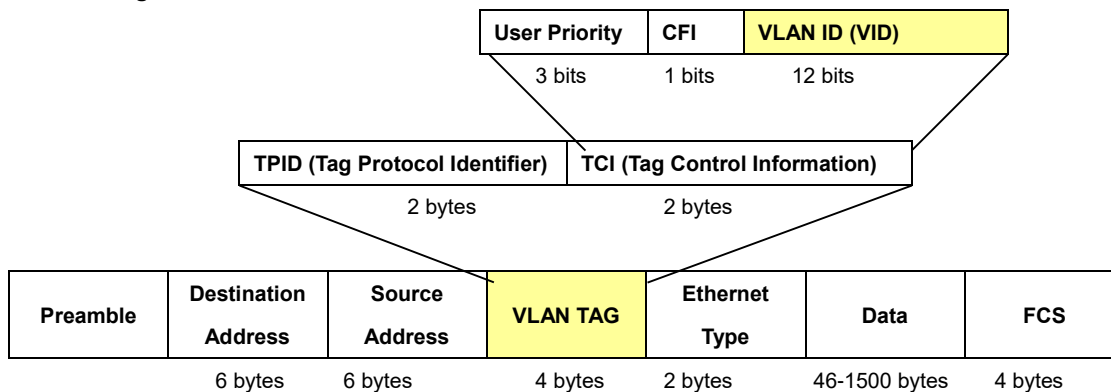 User Priority CFI VLAN ID (VID)
3 bits 1 bits 12 bits
TPID (Tag Protocol Identifier) TCI (Tag Control Information)
2 bytes 2 bytes
Preamble Destination Address Source Address VLAN TAG Ethernet Type Data FCS
6 bytes 6 bytes 4 bytes 2 bytes 46-1500 bytes 4 bytes